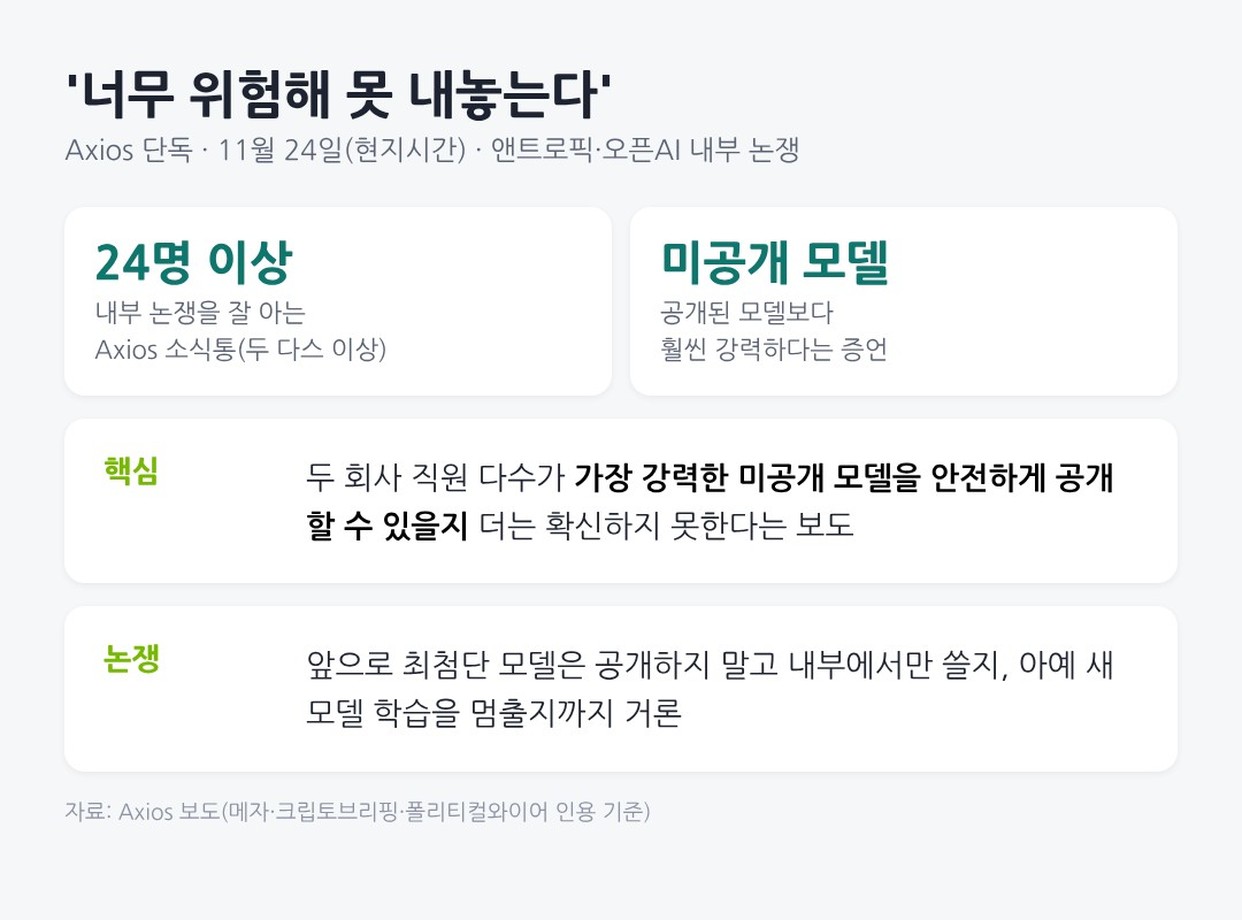 '너무 위험해 못 내놓는다'
Axios 단독 · 11월 24일(현지시간) · 앤트로픽·오픈AI 내부 논쟁
24명 이상
내부 논쟁을 잘 아는
Axios 소식통(두 다스 이상)
미공개 모델
공개된 모델보다
훨씬 강력하다는 증언
핵심
두 회사 직원 다수가 가장 강력한 미공개 모델을 안전하게 공개
할 수 있을지 더는 확신하지 못한다는 보도
논쟁
앞으로 최첨단 모델은 공개하지 말고 내부에서만 쓸지, 아예 새
모델 학습을 멈출지까지 거론
자료: Axios 보도(메자·크립토브리핑·폴리티컬와이어 인용 기준)